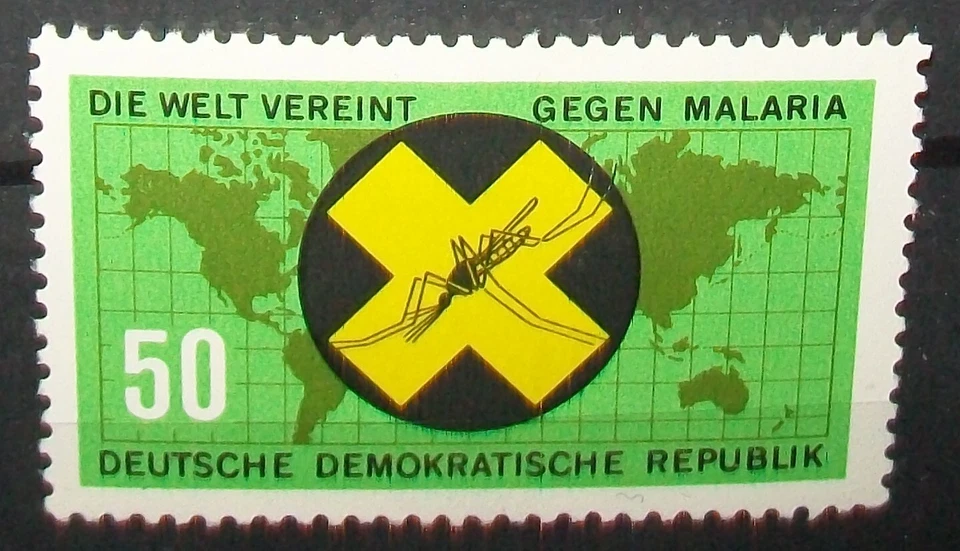 DIE WELT VEREINT GEGEN MALARIA
50
DEUTSCHE DEMOKRATISCHE REPUBLIK